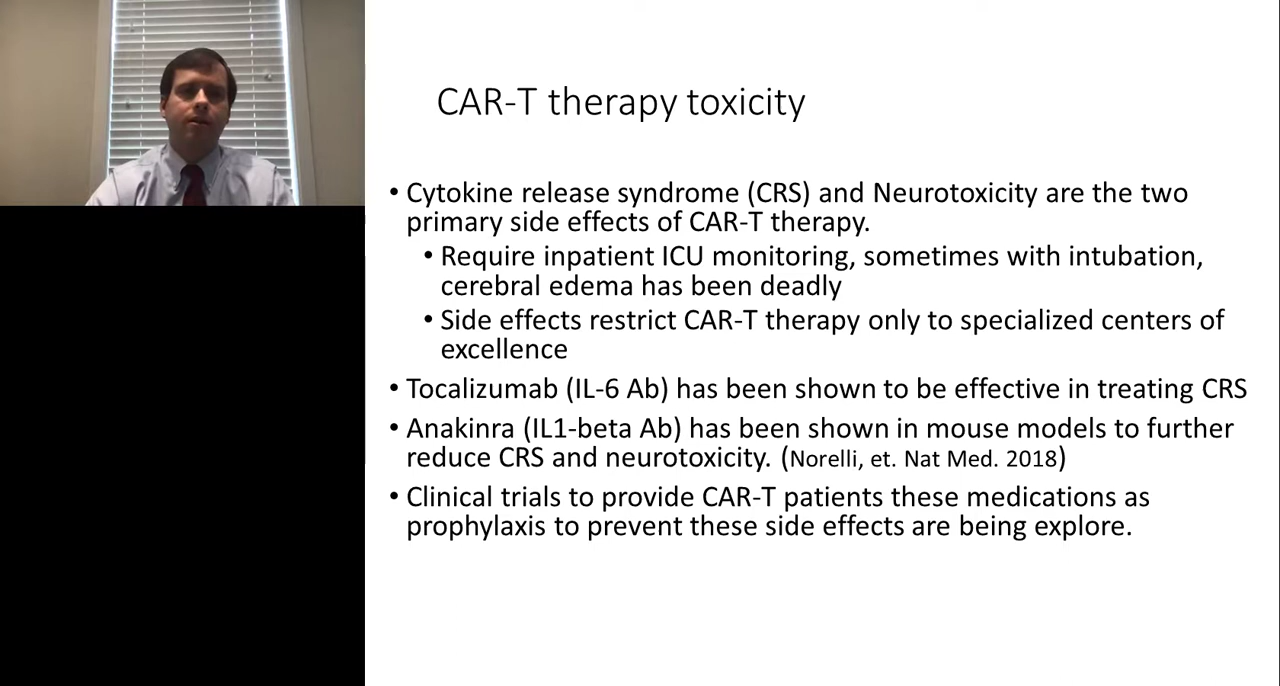 CAR-T therapy toxicity
• Cytokine release syndrome (CRS) and Neurotoxicity are the two
primary side effects of CAR-T therapy.
• Require inpatient ICU monitoring, sometimes with intubation,
cerebral edema has been deadly
• Side effects restrict CAR-T therapy only to specialized centers of
excellence
• Tocalizumab (IL-6 Ab) has been shown to be effective in treating CRS
• Anakinra (IL1-beta Ab) has been shown in mouse models to further
reduce CRS and neurotoxicity. (Norelli, et. Nat Med. 2018)
• Clinical trials to provide CAR-T patients these medications as
prophylaxis to prevent these side effects are being explore.